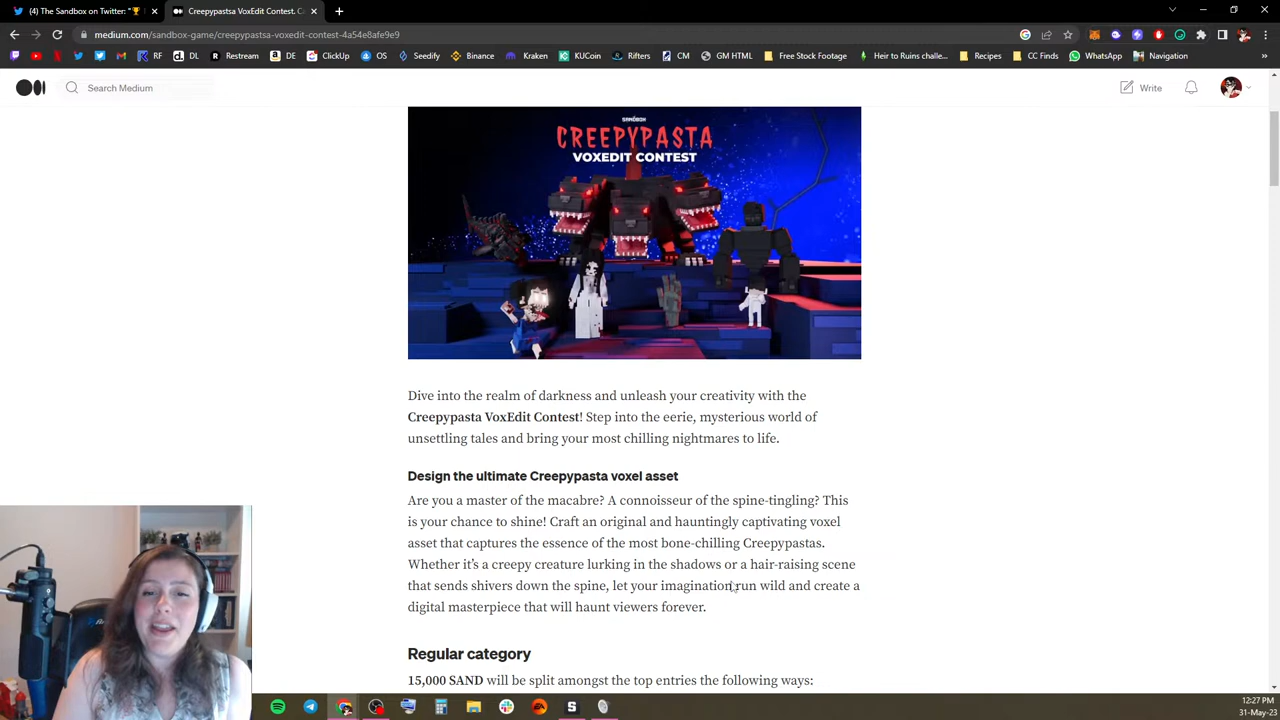 (4) The Sandbox on Twitter: "🏆
Creepypastsa VoxEdit Contest. C
medium.com/sandbox-game/creepypastsa-voxedit-contest-4a54e8afe9e9
RF
DL
Restream
DS
ClickUp
OS
Seedify
Binance
Kraken
KUCoin
Rifters
CM
GM HTML
Free Stock Footage
Heir to Ruins challe...
Recipes
CC Finds
WhatsApp
Navigation
Search Medium
Write
SANDBOX
CREEPYPASTA
VOXEDIT CONTEST
Dive into the realm of darkness and unleash your creativity with the
Creepypasta VoxEdit Contest! Step into the eerie, mysterious world of
unsettling tales and bring your most chilling nightmares to life.
Design the ultimate Creepypasta voxel asset
Are you a master of the macabre? A connoisseur of the spine-tingling? This
is your chance to shine! Craft an original and hauntingly captivating voxel
asset that captures the essence of the most bone-chilling Creepypastas.
Whether it's a creepy creature lurking in the shadows or a hair-raising scene
that sends shivers down the spine, let your imagination run wild and create a
digital masterpiece that will haunt viewers forever.
Regular category
15,000 SAND will be split amongst the top entries the following ways:
12:27 PM
31-May-23